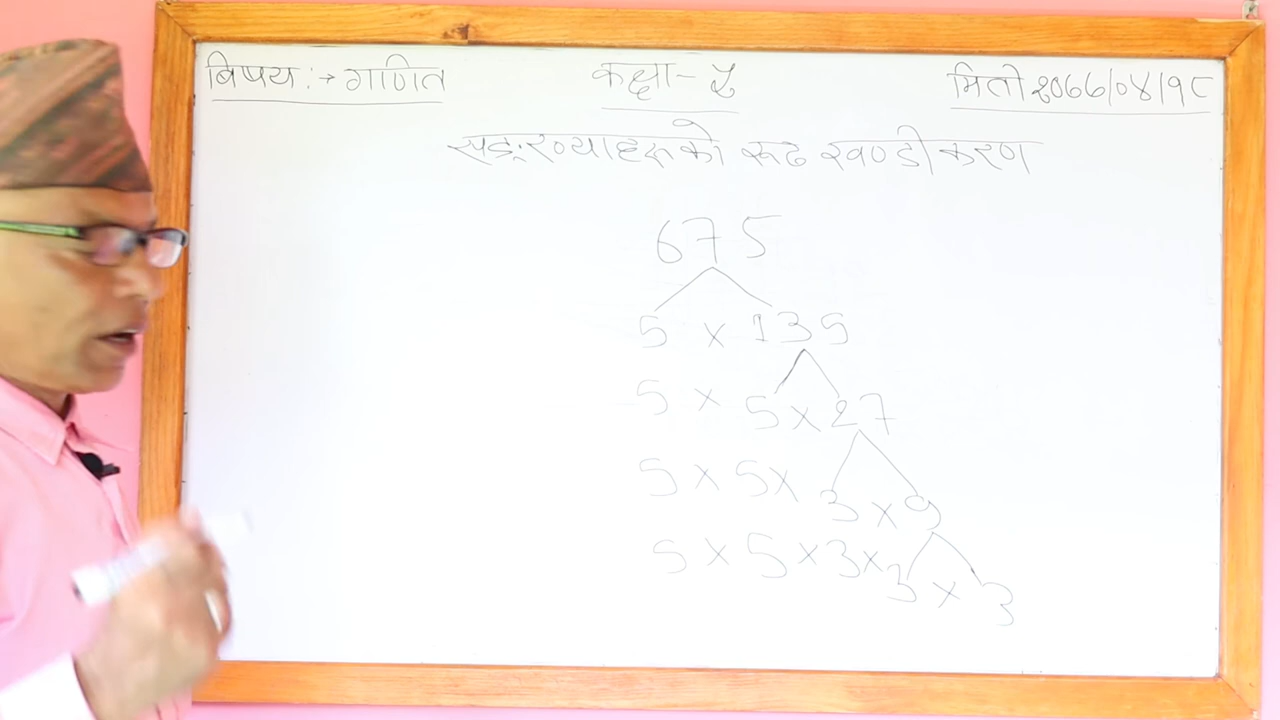 बिषय:→ गणित कक्षा- ५ मिती २०७७/०४/१८
सङ्ख्याहरुको रूढ खण्डीकरण
675
5 x 135
5 x 5 x 27
5 x 5 x 3 x 9
5 x 5 x 3 x 3 x 3